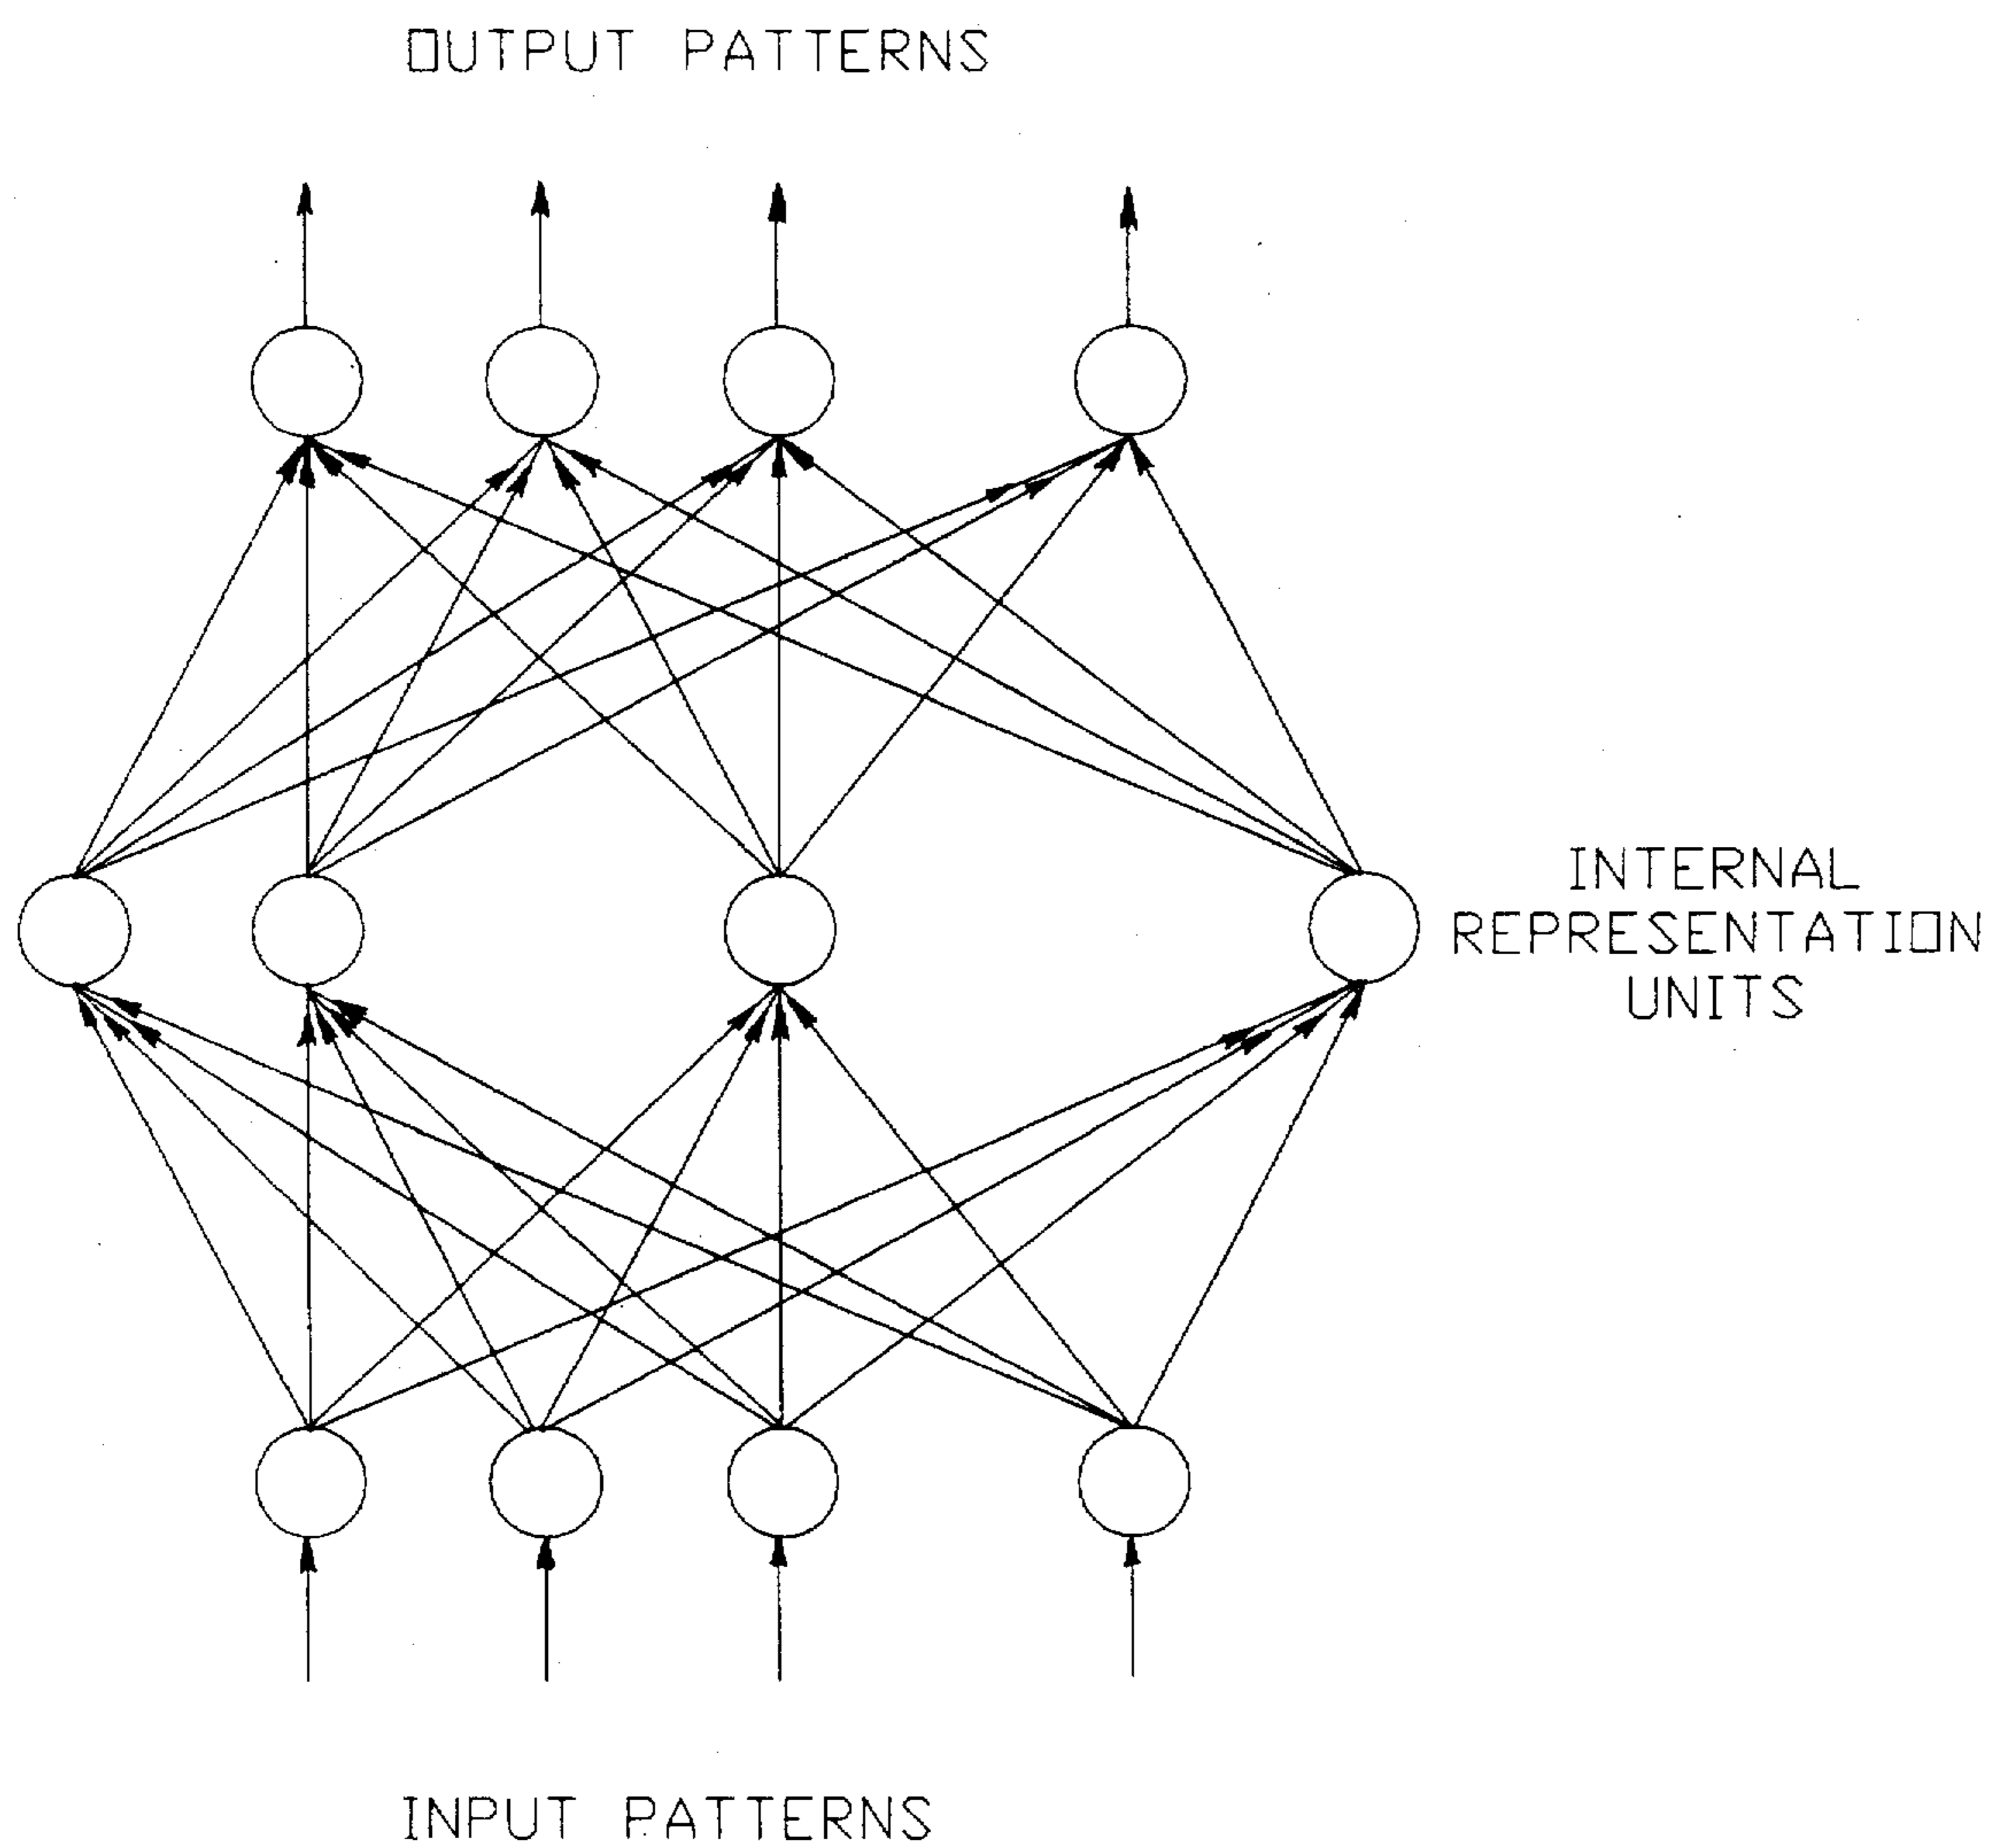 OUTPUT PATTERNS
INTERNAL
REPRESENTATION
UNITS
INPUT PATTERNS